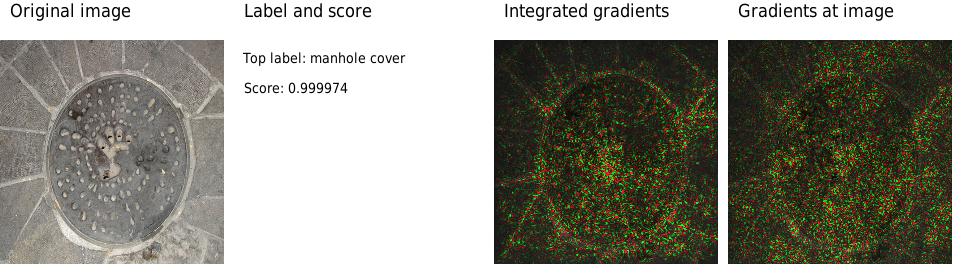 Original image
Label and score
Integrated gradients
Gradients at image
Top label: manhole cover
Score: 0.999974